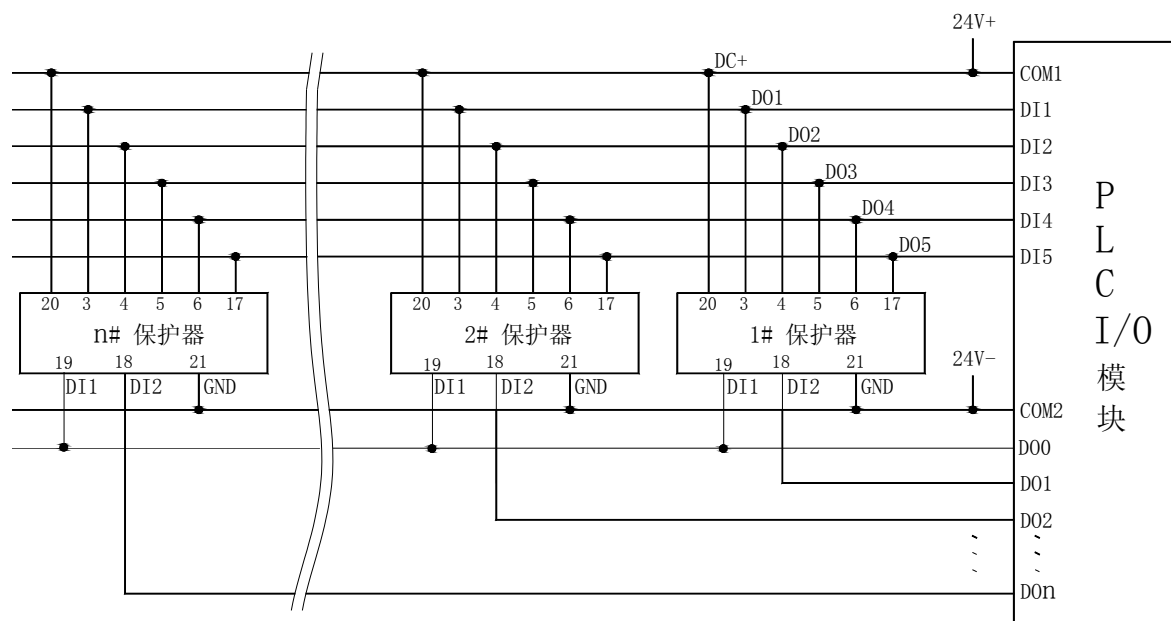 24V+
DC+
COM1
DO1
DI1
DO2
DI2
DO3
DI3
DO4
DI4
DO5
DI5
20 3 4 5 6 17
20 3 4 5 6 17
20 3 4 5 6 17
n# 保护器
2# 保护器
1# 保护器
19 18 21
19 18 21
19 18 21
DI1 DI2 GND
DI1 DI2 GND
DI1 DI2 GND
24V-
COM2
DO0
DO1
DO2
DOn
PLC
I/O
模块